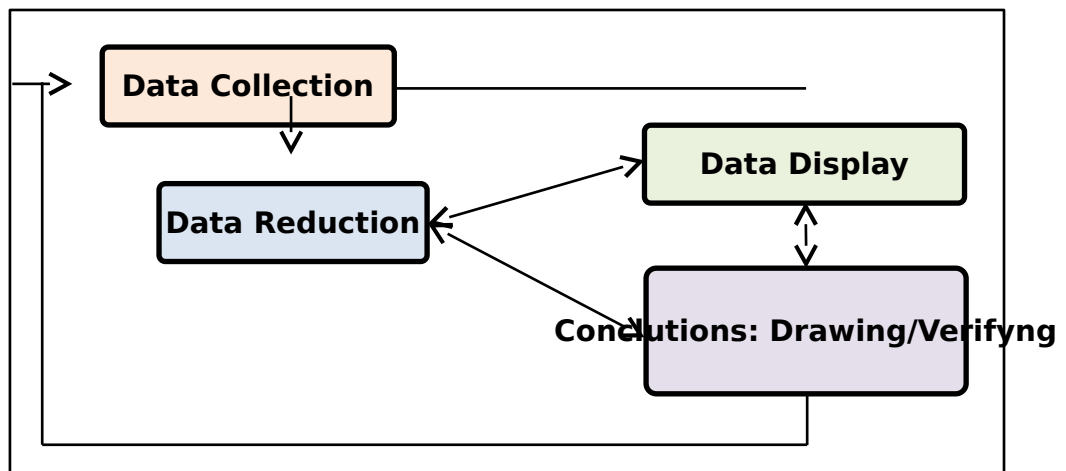 Data Collection
Data Display
Data Reduction
Conclutions: Drawing/Verifyng